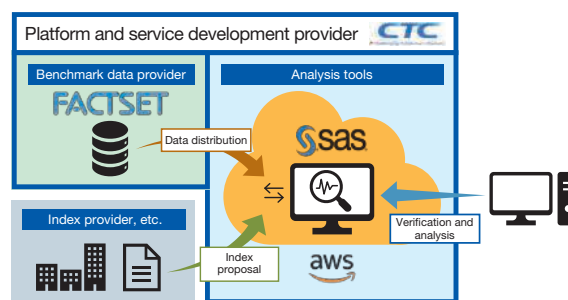 Platform and service development provider
CTC
Benchmark data provider
FACTSET
Analysis tools
Data distribution
sas
Index provider, etc.
Index
proposal
Verification and
analysis
aws